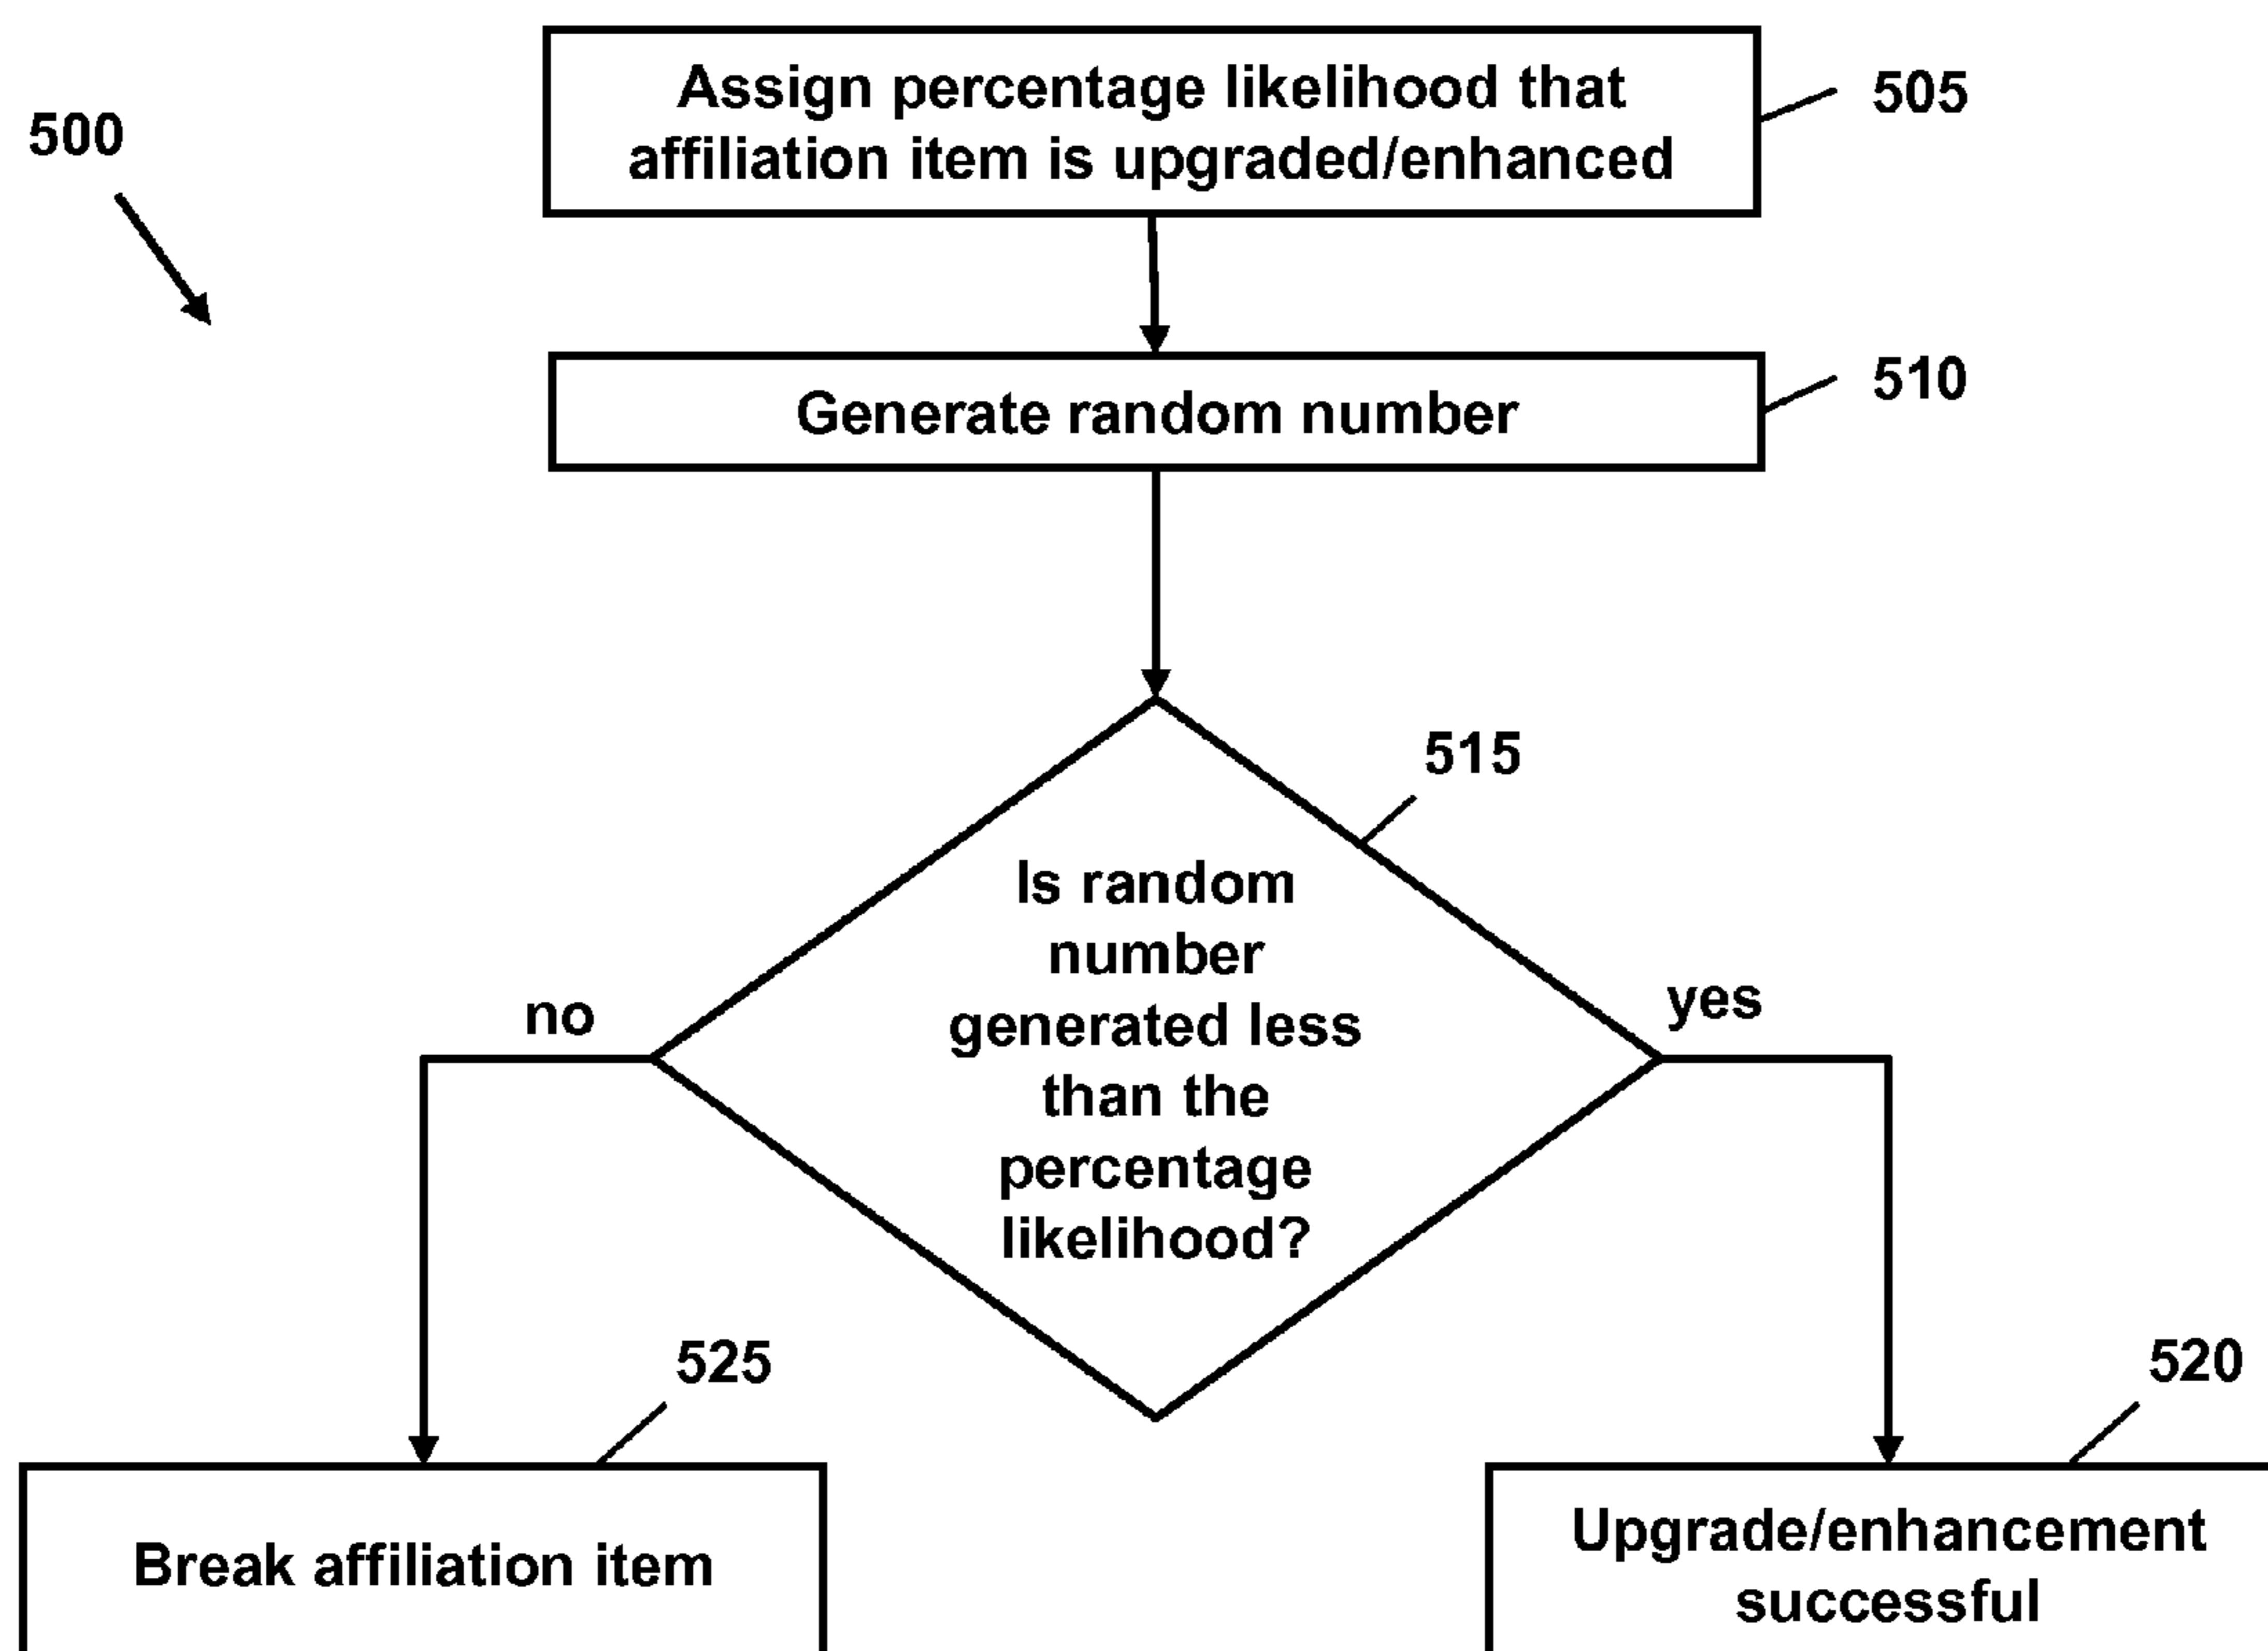 Assign percentage likelihood that
affiliation item is upgraded/enhanced
505
500
Generate random number
510
515
Is random
number
generated less
than the
percentage
likelihood?
no
yes
525
520
Break affiliation item
Upgrade/enhancement
successful